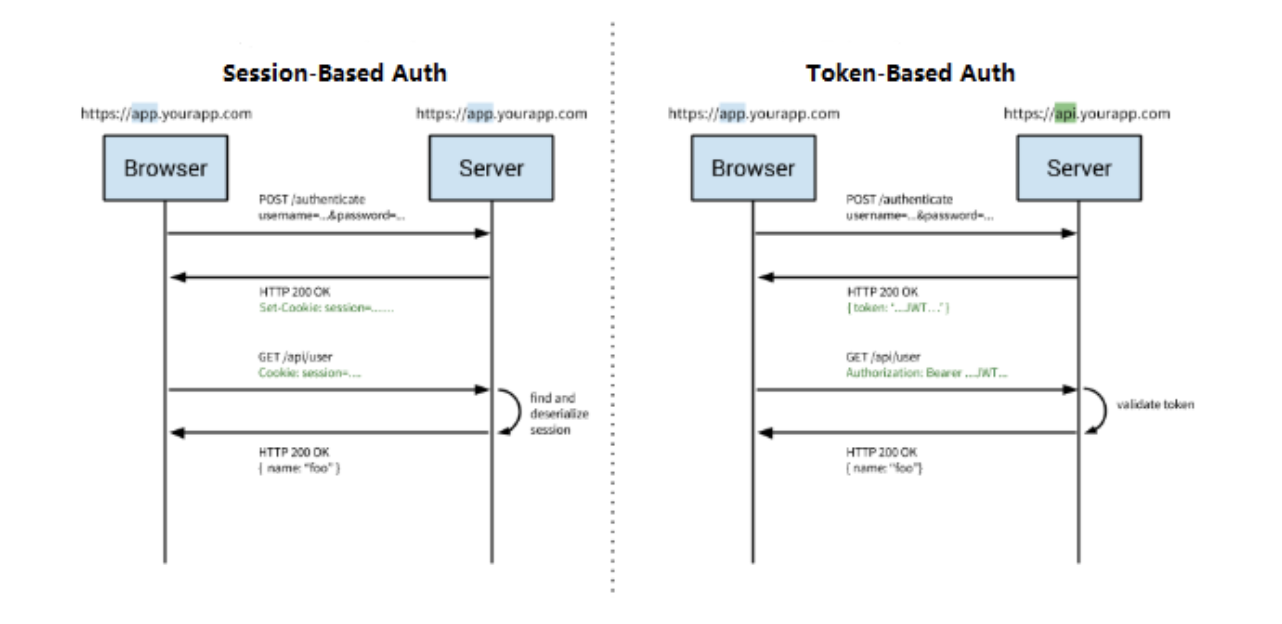 Session-Based Auth
https://app.yourapp.com
https://app.yourapp.com
Browser
Server
POST /authenticate
username=...&password=...
HTTP 200 OK
Set-Cookie: session=.......
GET /api/user
Cookie: session=....
find and
deserialize
session
HTTP 200 OK
{ name: "foo" }
Token-Based Auth
https://app.yourapp.com
https://api.yourapp.com
Browser
Server
POST /authenticate
username=...&password=...
HTTP 200 OK
{ token: '...JWT...' }
GET /api/user
Authorization: Bearer ...JWT...
validate token
HTTP 200 OK
{ name: "foo"}